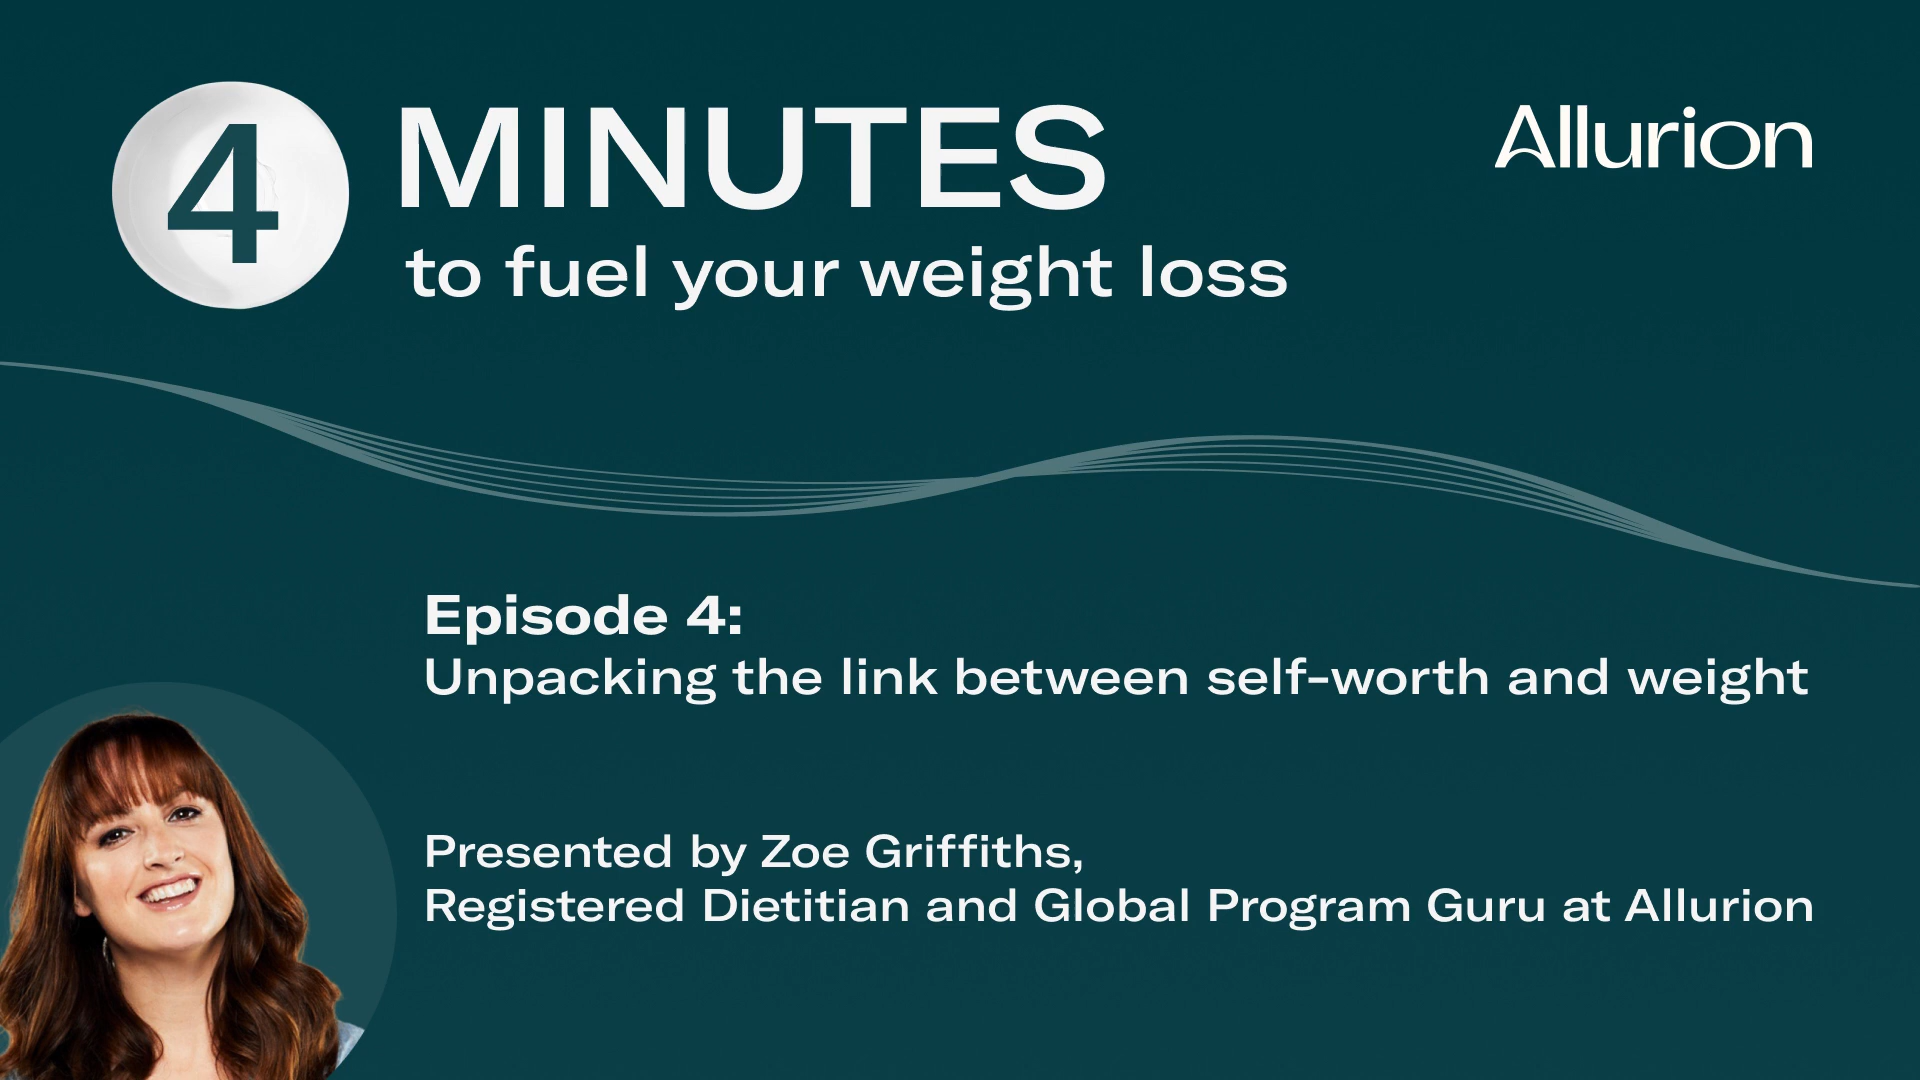 4 MINUTES
to fuel your weight loss
Allurion
Episode 4:
Unpacking the link between self-worth and weight
Presented by Zoe Griffiths,
Registered Dietitian and Global Program Guru at Allurion